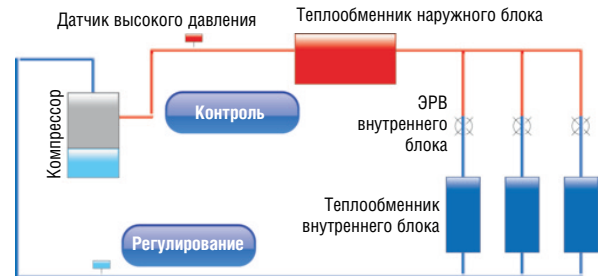 Датчик высокого давления
Теплообменник наружного блока
Компрессор
Контроль
ЭРВ
внутреннего
блока
Теплообменник
внутреннего блока
Регулирование